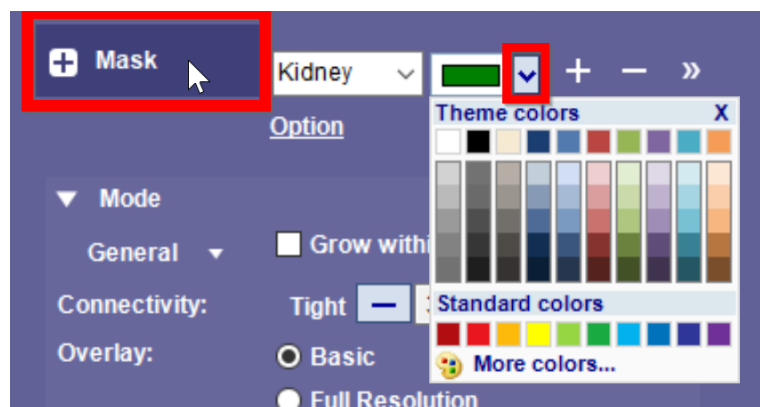 Mask
Kidney
Option
Theme colors X
Mode
General
Grow withi
Connectivity: Tight
Standard colors
Overlay: Basic
More colors...
Full Resolution